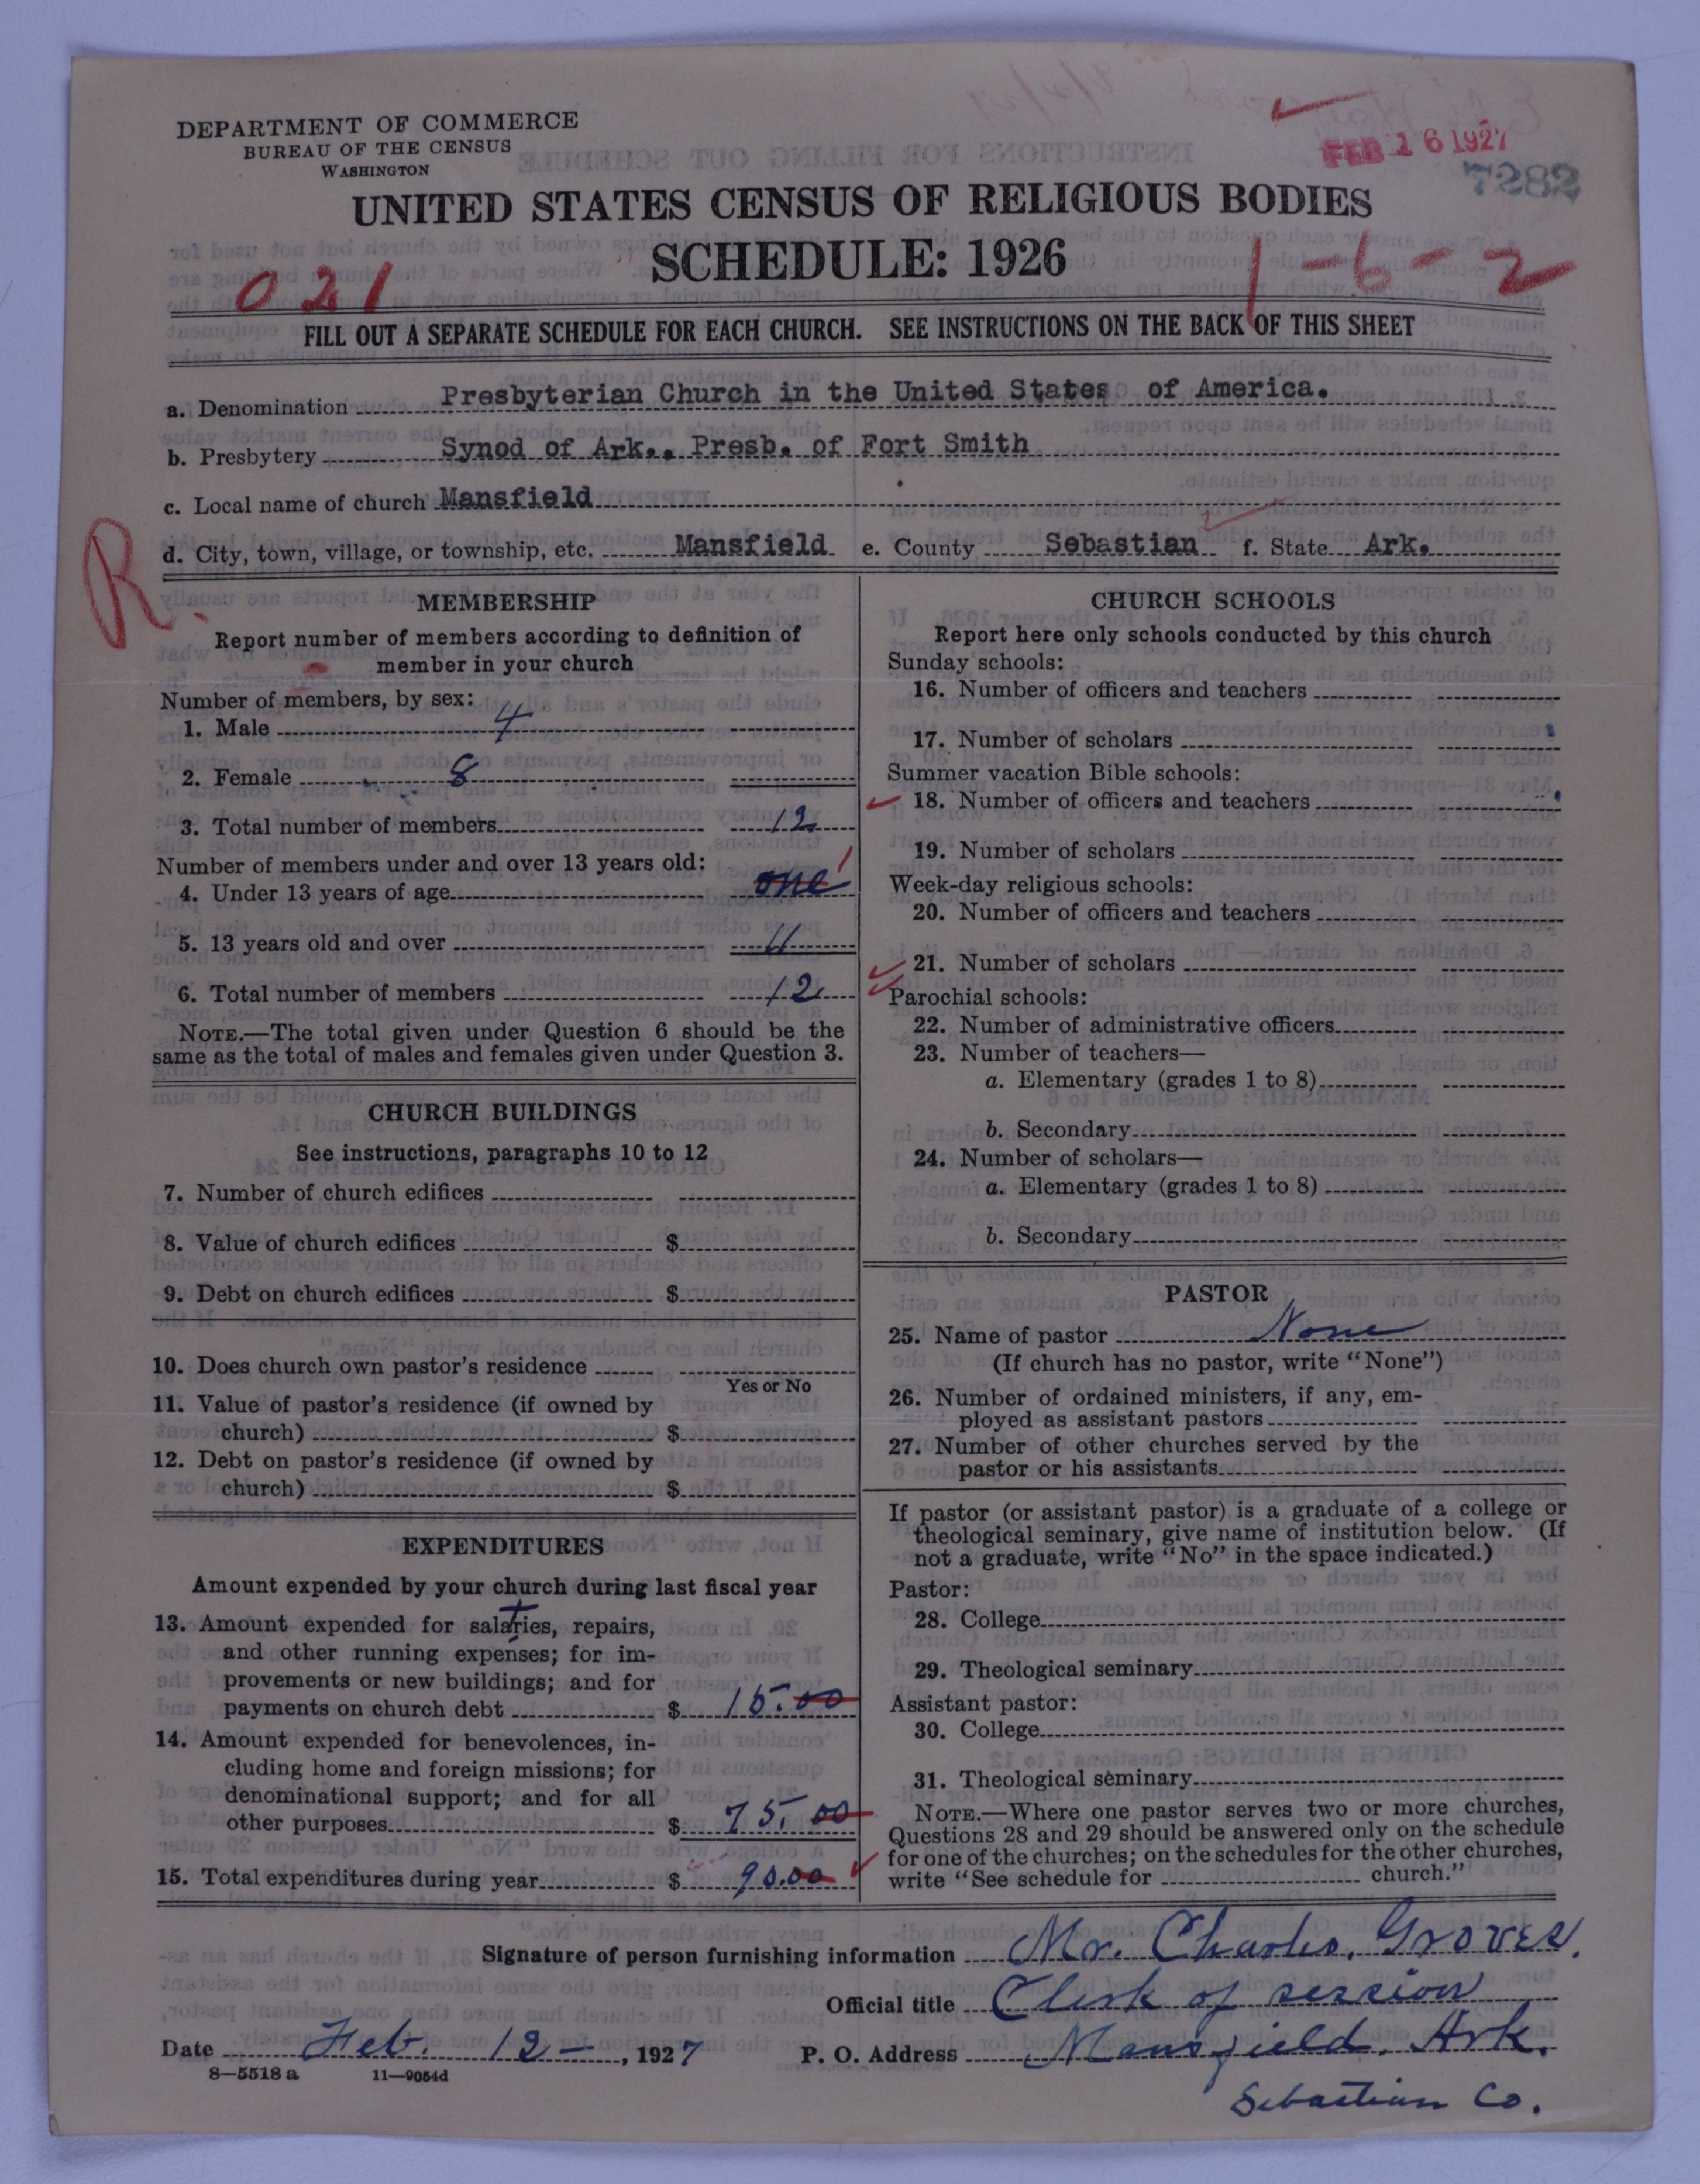 DEPARTMENT OF COMMERCE
BUREAU OF THE CENSUS
WASHINGTON
FEB 16 1927
7282
UNITED STATES CENSUS OF RELIGIOUS BODIES
SCHEDULE: 1926
021
1-6-2
FILL OUT A SEPARATE SCHEDULE FOR EACH CHURCH. SEE INSTRUCTIONS ON THE BACK OF THIS SHEET
a. Denomination Presbyterian Church in the United States of America.
b. Presbytery Synod of Ark., Presb. of Fort Smith
c. Local name of church Mansfield
d. City, town, village, or township, etc. Mansfield e. County Sebastian f. State Ark.
R.
MEMBERSHIP
Report number of members according to definition of
member in your church
Number of members, by sex:
1. Male 4
2. Female 8
3. Total number of members 12
Number of members under and over 13 years old:
4. Under 13 years of age one 1
5. 13 years old and over 11
6. Total number of members 12
NOTE.—The total given under Question 6 should be the
same as the total of males and females given under Question 3.
CHURCH BUILDINGS
See instructions, paragraphs 10 to 12
7. Number of church edifices
8. Value of church edifices $
9. Debt on church edifices $
10. Does church own pastor's residence
Yes or No
11. Value of pastor's residence (if owned by
church) $
12. Debt on pastor's residence (if owned by
church) $
EXPENDITURES
Amount expended by your church during last fiscal year
13. Amount expended for salaries, repairs,
and other running expenses; for im-
provements or new buildings; and for
payments on church debt $ 15.00
14. Amount expended for benevolences, in-
cluding home and foreign missions; for
denominational support; and for all
other purposes $ 75.00
15. Total expenditures during year $ 90.00
CHURCH SCHOOLS
Report here only schools conducted by this church
Sunday schools:
16. Number of officers and teachers
17. Number of scholars
Summer vacation Bible schools:
18. Number of officers and teachers
19. Number of scholars
Week-day religious schools:
20. Number of officers and teachers
21. Number of scholars
Parochial schools:
22. Number of administrative officers
23. Number of teachers—
a. Elementary (grades 1 to 8)
b. Secondary
24. Number of scholars—
a. Elementary (grades 1 to 8)
b. Secondary
PASTOR
25. Name of pastor None
(If church has no pastor, write "None")
26. Number of ordained ministers, if any, em-
ployed as assistant pastors
27. Number of other churches served by the
pastor or his assistants
If pastor (or assistant pastor) is a graduate of a college or
theological seminary, give name of institution below. (If
not a graduate, write "No" in the space indicated.)
Pastor:
28. College
29. Theological seminary
Assistant pastor:
30. College
31. Theological seminary
NOTE.—Where one pastor serves two or more churches,
Questions 28 and 29 should be answered only on the schedule
for one of the churches; on the schedules for the other churches,
write "See schedule for church."
Signature of person furnishing information Mr. Charles. Groves.
Official title Clerk of session
Date Feb. 12—, 1927 P. O. Address Mansfield. Ark.
8—5518 a 11—9054d
Sebastian Co.